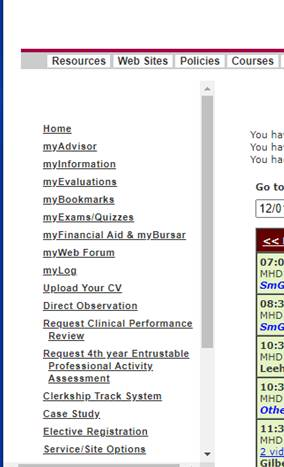 Resources Web Sites Policies Courses
Home
myAdvisor
myInformation
myEvaluations
myBookmarks
myExams/Quizzes
myFinancial Aid & myBursar
myWeb Forum
myLog
Upload Your CV
Direct Observation
Request Clinical Performance
Review
Request 4th year Entrustable
Professional Activity
Assessment
Clerkship Track System
Case Study
Elective Registration
Service/Site Options
You hav
You hav
You ha
Go to
12/0
<<
07:0
MHD
SmG
08:3
MHD
SmG
10:3
MHD
Leeh
10:3
MHD
Othe
11:3
MHD
2 vid
Gilbe